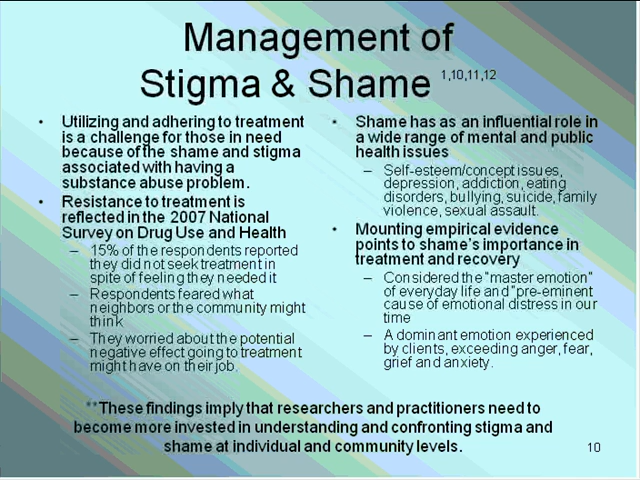 Management of
Stigma & Shame 1,10,11,12
• Utilizing and adhering to treatment
is a challenge for those in need
because of the shame and stigma
associated with having a
substance abuse problem.
• Resistance to treatment is
reflected in the 2007 National
Survey on Drug Use and Health
– 15% of the respondents reported
they did not seek treatment in
spite of feeling they needed it
– Respondents feared what
neighbors or the community might
think
– They worried about the potential
negative effect going to treatment
might have on their job.
• Shame has as an influential role in
a wide range of mental and public
health issues
– Self-esteem/concept issues,
depression, addiction, eating
disorders, bullying, suicide, family
violence, sexual assault.
• Mounting empirical evidence
points to shame's importance in
treatment and recovery
– Considered the "master emotion"
of everyday life and "pre-eminent
cause of emotional distress in our
time
– A dominant emotion experienced
by clients, exceeding anger, fear,
grief and anxiety.
**These findings imply that researchers and practitioners need to
become more invested in understanding and confronting stigma and
shame at individual and community levels.
10